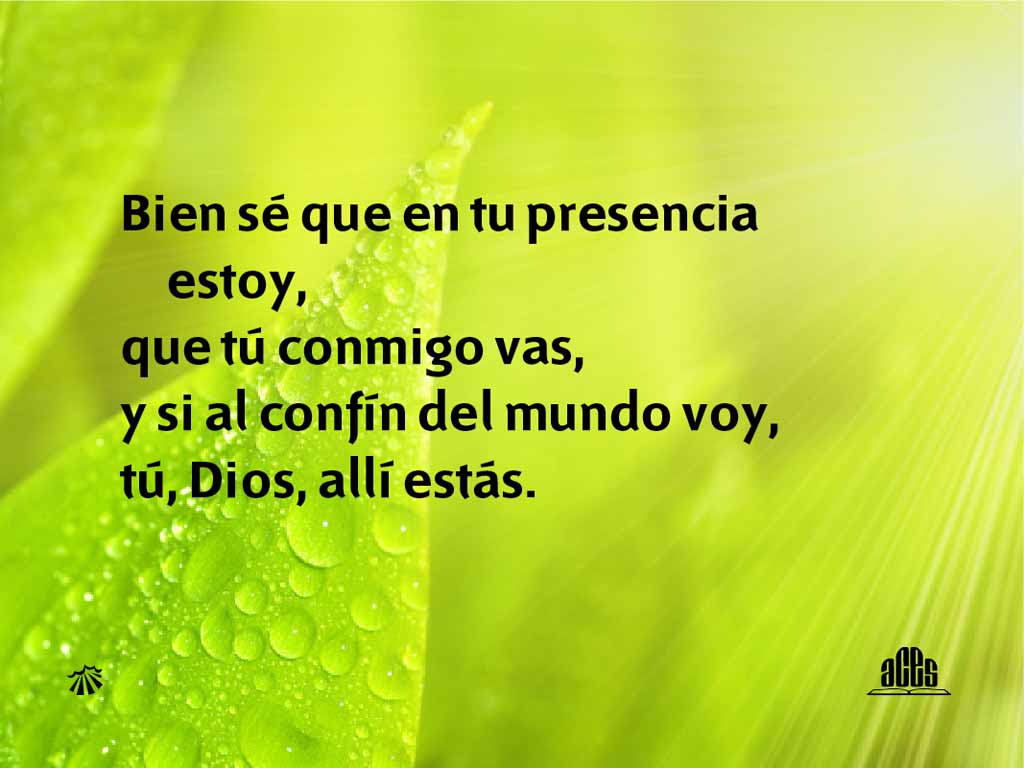 Bien sé que en tu presencia
estoy,
que tú conmigo vas,
y si al confín del mundo voy,
tú, Dios, allí estás.
aces